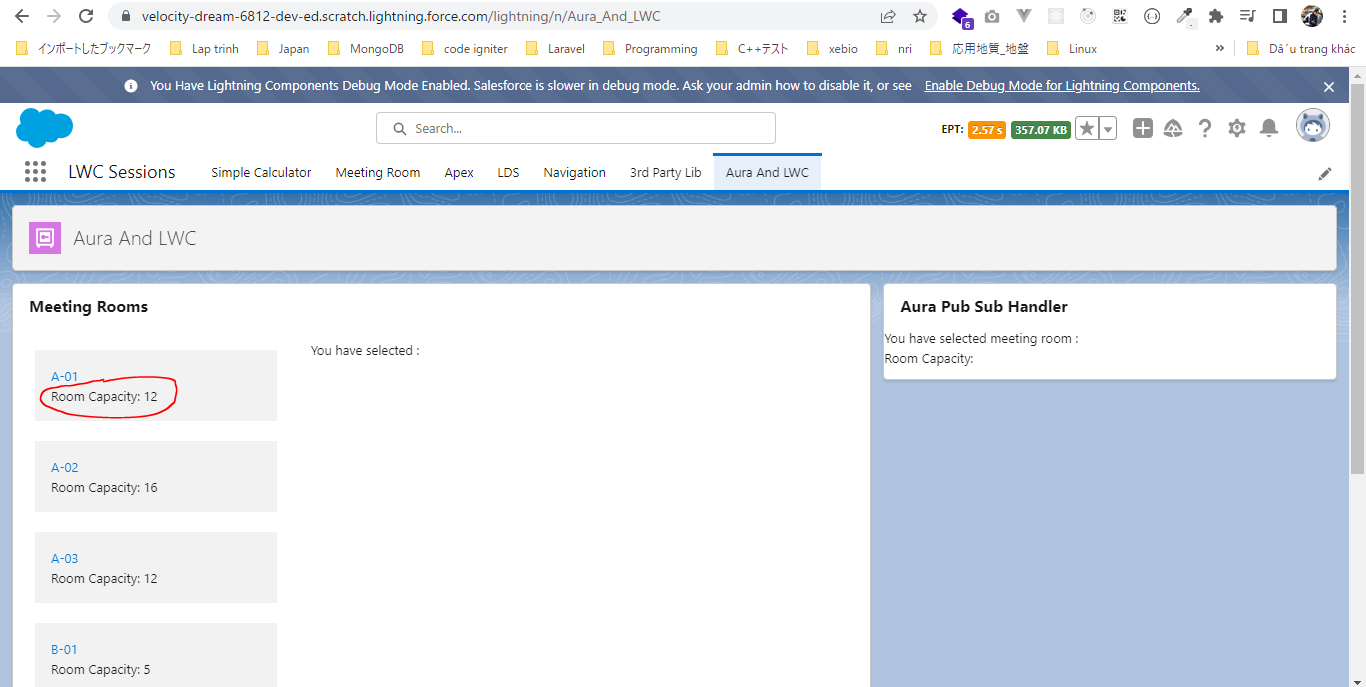 velocity-dream-6812-dev-ed.scratch.lightning.force.com/lightning/n/Aura_And_LWC
6
インポートしたブックマーク Lap trinh Japan MongoDB code igniter Laravel Programming C++テスト xebio nri 応用地質_地盤 Linux » Dấu trang khác
You Have Lightning Components Debug Mode Enabled. Salesforce is slower in debug mode. Ask your admin how to disable it, or see Enable Debug Mode for Lightning Components.
Search...
EPT: 2.57 s 357.07 KB
LWC Sessions Simple Calculator Meeting Room Apex LDS Navigation 3rd Party Lib Aura And LWC
Aura And LWC
Meeting Rooms
You have selected :
A-01
Room Capacity: 12
A-02
Room Capacity: 16
A-03
Room Capacity: 12
B-01
Room Capacity: 5
Aura Pub Sub Handler
You have selected meeting room :
Room Capacity: